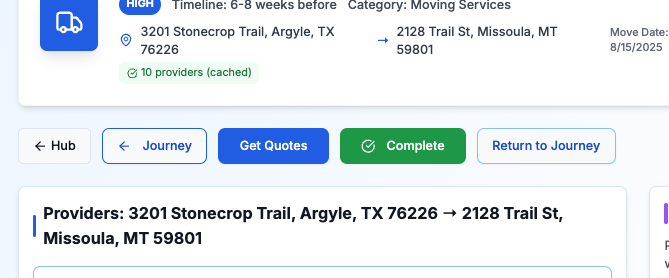 HIGH Timeline: 6-8 weeks before Category: Moving Services
3201 Stonecrop Trail, Argyle, TX
76226
→ 2128 Trail St, Missoula, MT
59801
Move Date:
8/15/2025
10 providers (cached)
← Hub
← Journey
Get Quotes
Complete
Return to Journey
Providers: 3201 Stonecrop Trail, Argyle, TX 76226 → 2128 Trail St,
Missoula, MT 59801